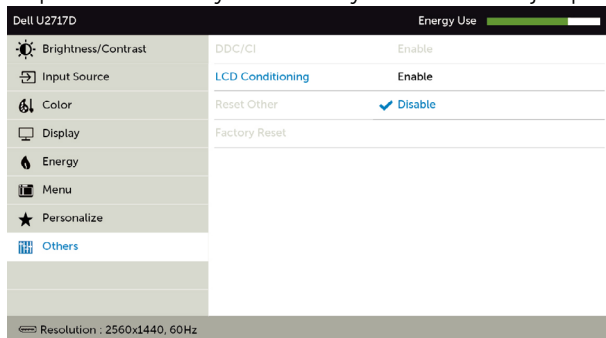 Dell U2717D Energy Use
Brightness/Contrast DDC/CI Enable
Input Source LCD Conditioning Enable
Color Reset Other Disable
Display Factory Reset
Energy
Menu
Personalize
Others
Resolution : 2560x1440, 60Hz